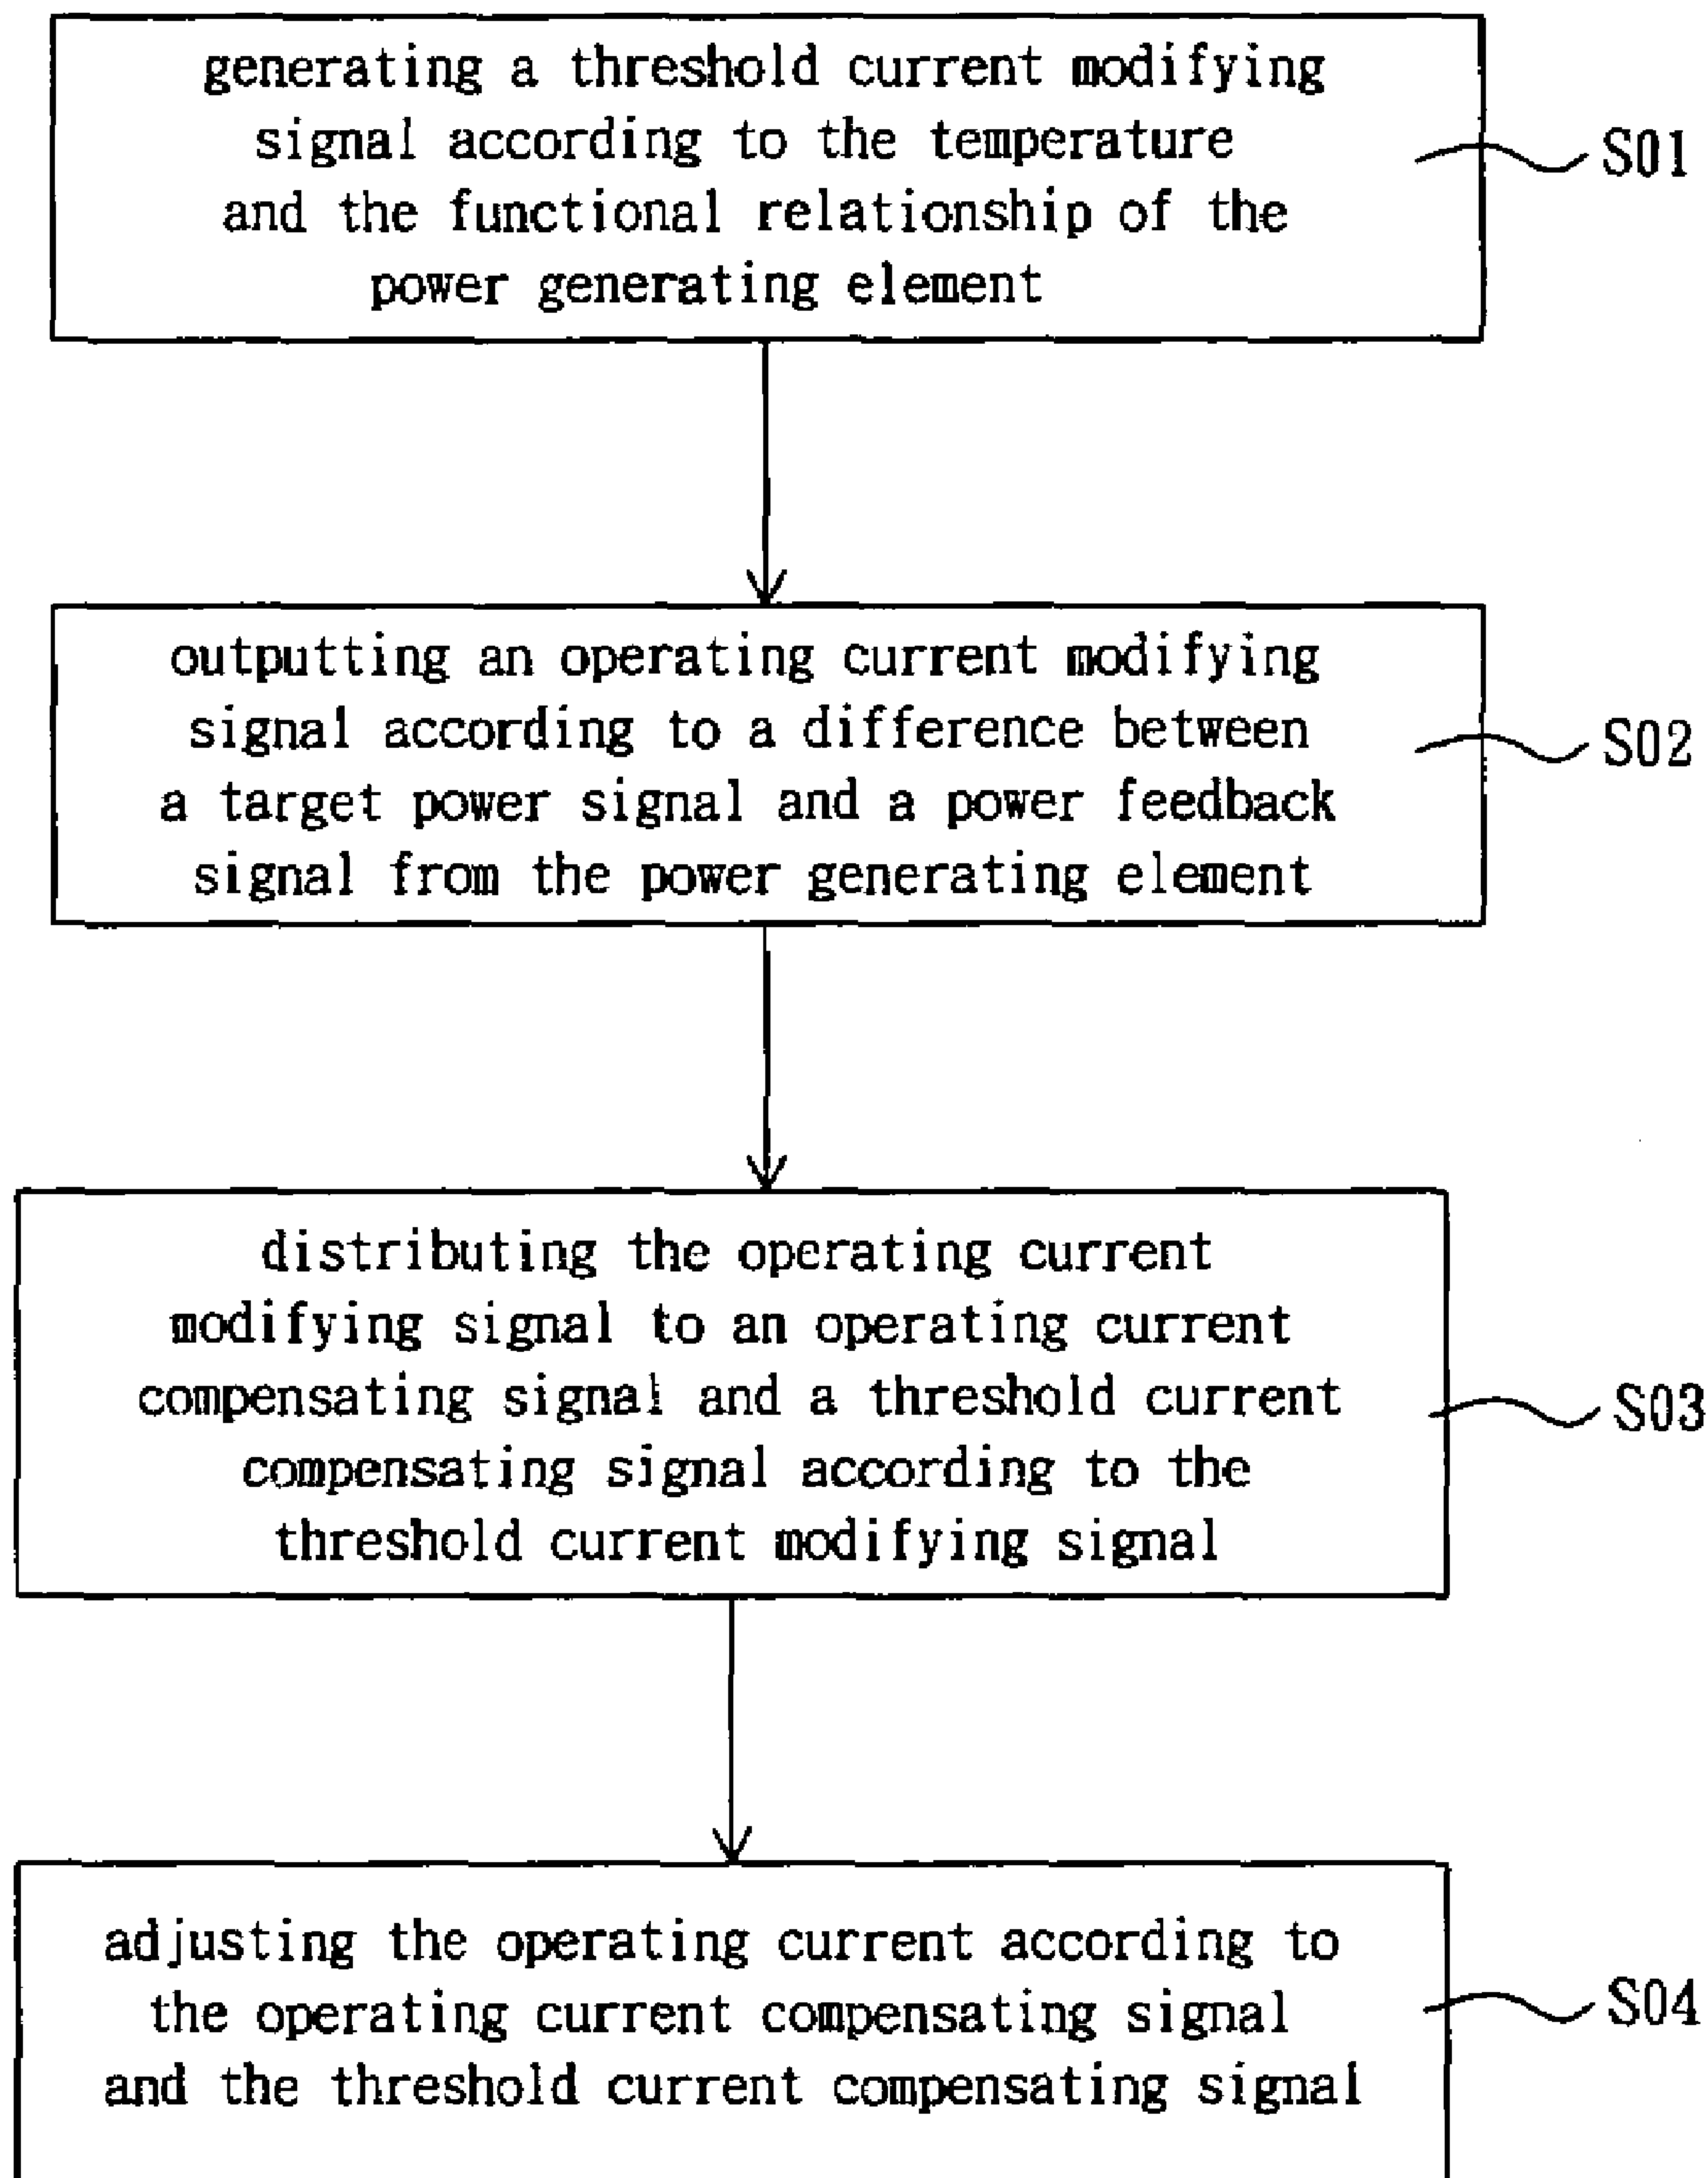 generating a threshold current modifying
signal according to the temperature
and the functional relationship of the
power generating element
S01
outputting an operating current modifying
signal according to a difference between
a target power signal and a power feedback
signal from the power generating element
S02
distributing the operating current
modifying signal to an operating current
compensating signal and a threshold current
compensating signal according to the
threshold current modifying signal
S03
adjusting the operating current according to
the operating current compensating signal
and the threshold current compensating signal
S04